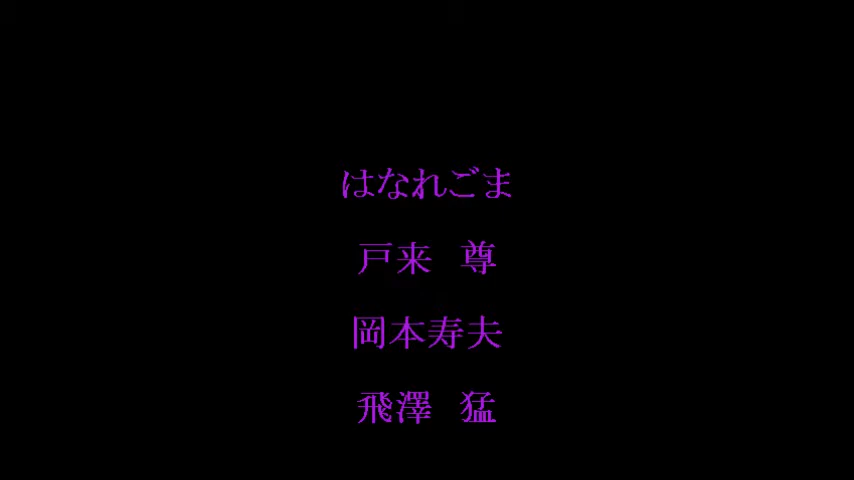 はなれごま
戸来　尊
岡本寿夫
飛澤　猛